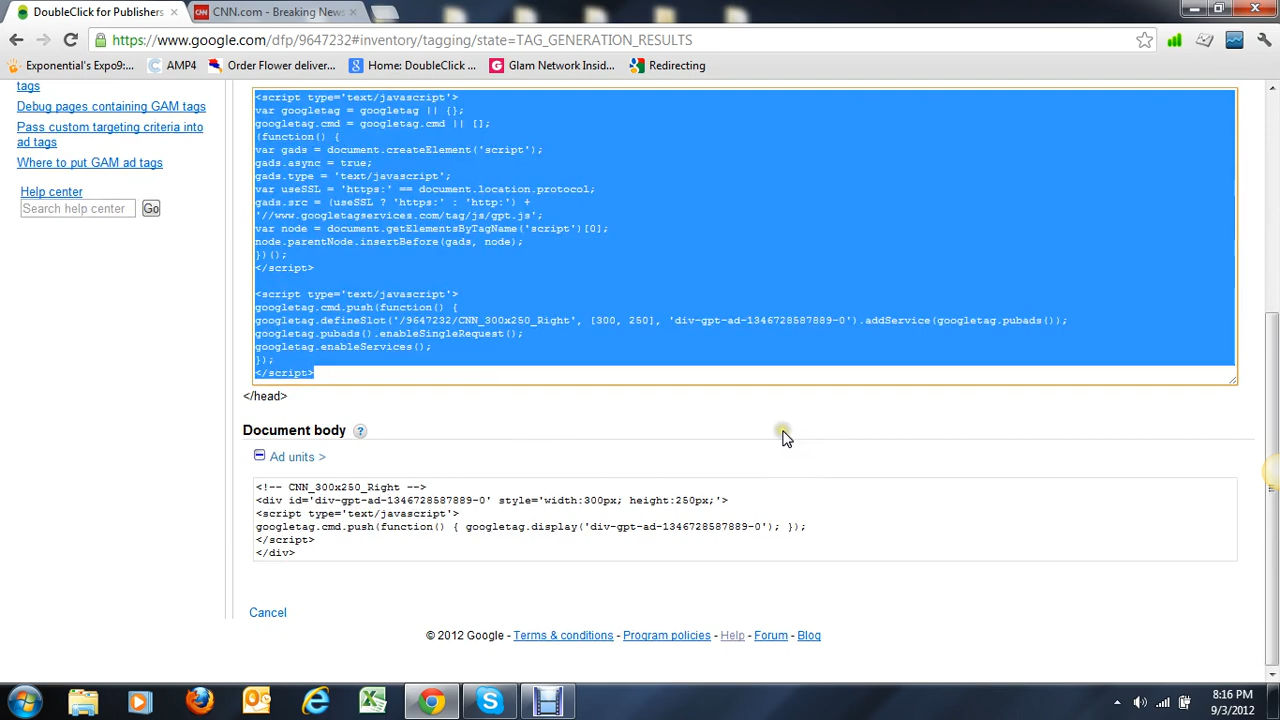 DoubleClick for Publishers
CNN.com - Breaking News
https://www.google.com/dfp/9647232#inventory/tagging/state=TAG_GENERATION_RESULTS
Exponential's Expo9:...
AMP4
Order Flower deliver...
Home: DoubleClick ...
Glam Network Insid...
Redirecting
tags
Debug pages containing GAM tags
Pass custom targeting criteria into
ad tags
Where to put GAM ad tags
Help center
Search help center
Go
<script type='text/javascript'>
var googletag = googletag || {};
googletag.cmd = googletag.cmd || [];
(function() {
var gads = document.createElement('script');
gads.async = true;
gads.type = 'text/javascript';
var useSSL = 'https:' == document.location.protocol;
gads.src = (useSSL ? 'https:' : 'http:') +
'//www.googletagservices.com/tag/js/gpt.js';
var node = document.getElementsByTagName('script')[0];
node.parentNode.insertBefore(gads, node);
})();
</script>
<script type='text/javascript'>
googletag.cmd.push(function() {
googletag.defineSlot('/9647232/CNN_300x250_Right', [300, 250], 'div-gpt-ad-1346728587889-0').addService(googletag.pubads());
googletag.pubads().enableSingleRequest();
googletag.enableServices();
});
</script>
</head>
Document body ?
Ad units >
<!-- CNN_300x250_Right -->
<div id='div-gpt-ad-1346728587889-0' style='width:300px; height:250px;'>
<script type='text/javascript'>
googletag.cmd.push(function() { googletag.display('div-gpt-ad-1346728587889-0'); });
</script>
</div>
Cancel
© 2012 Google - Terms & conditions - Program policies - Help - Forum - Blog
8:16 PM
9/3/2012